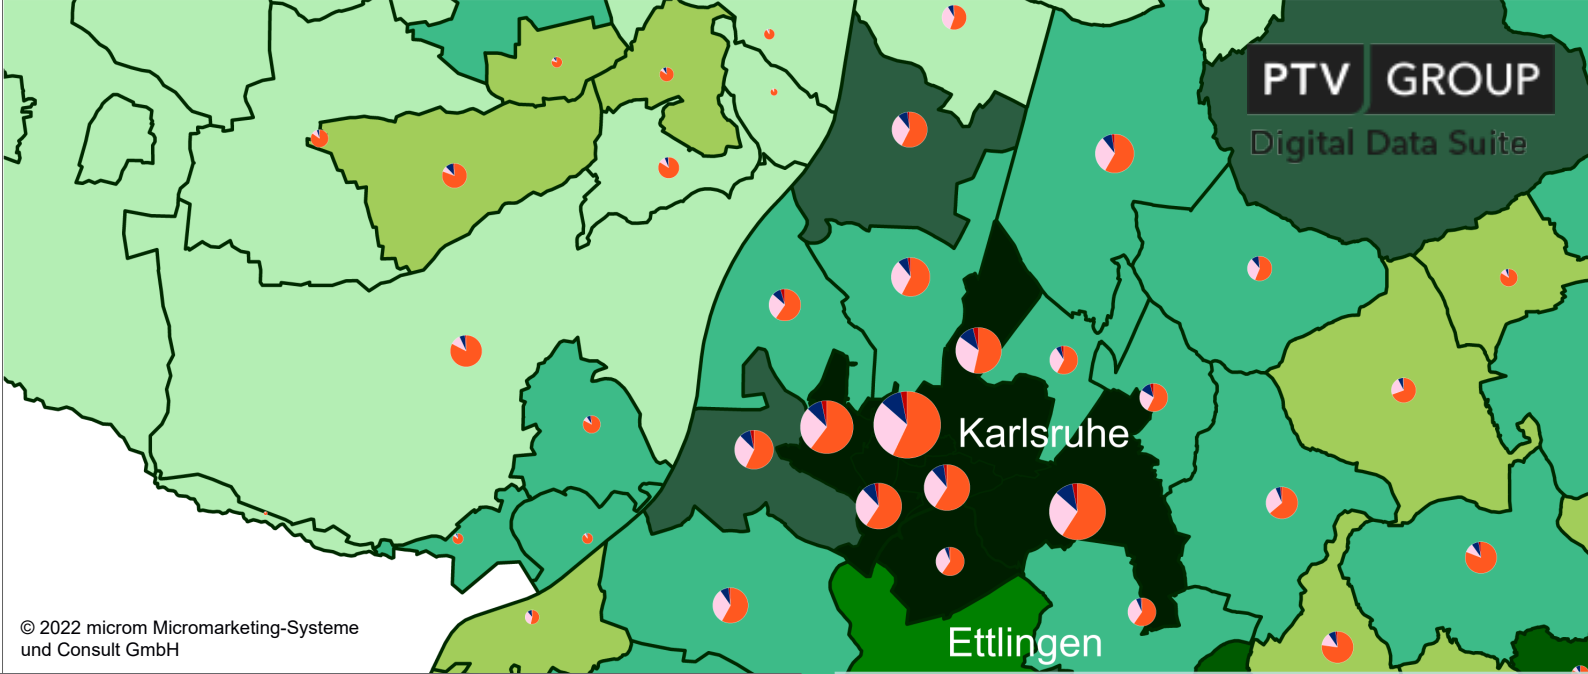 PTV GROUP
Digital Data Suite
Karlsruhe
Ettlingen
© 2022 microm Micromarketing-Systeme
und Consult GmbH